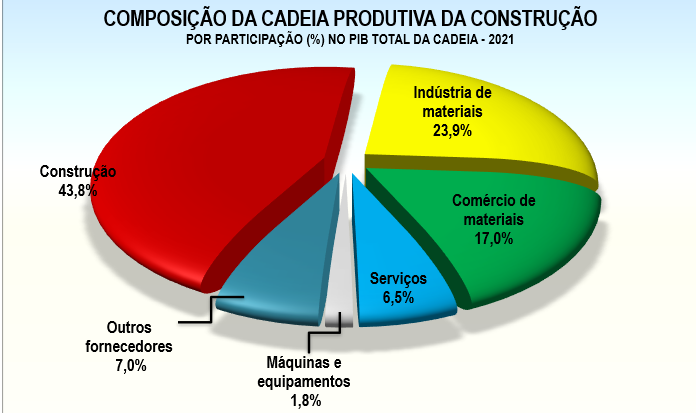 COMPOSIÇÃO DA CADEIA PRODUTIVA DA CONSTRUÇÃO
POR PARTICIPAÇÃO (%) NO PIB TOTAL DA CADEIA - 2021
Indústria de
materiais
23,9%
Construção
43,8%
Comércio de
materiais
17,0%
Serviços
6,5%
Outros
fornecedores
7,0%
Máquinas e
equipamentos
1,8%